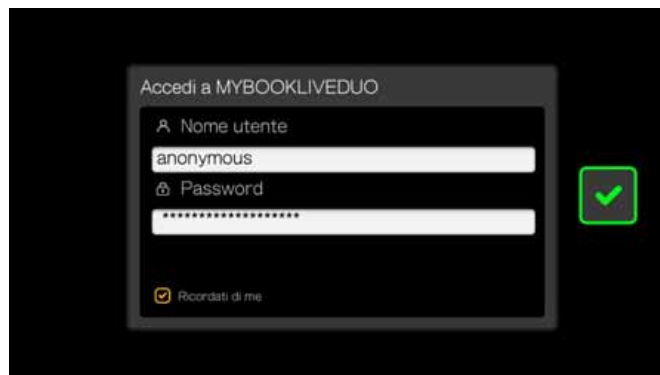 Accedi a MYBOOKLIVEDUO
Nome utente
anonymous
Password
*******************
Ricordati di me